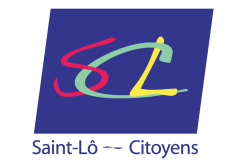 SCL
Saint-Lô ~ Citoyens